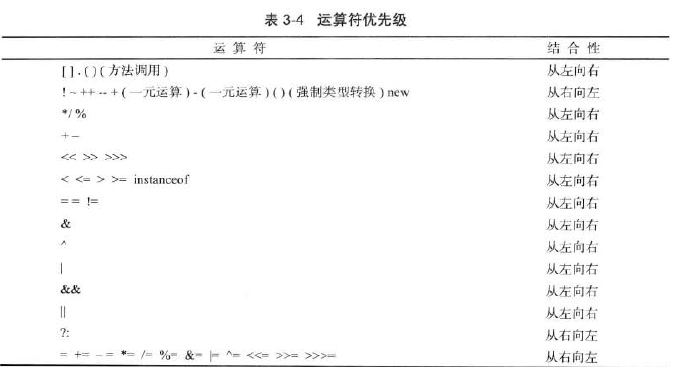 表 3-4 运算符优先级
运算符 结合性
[ ] . ( ) ( 方法调用 ) 从左向右
! ~ ++ -- + ( 一元运算 ) - ( 一元运算 ) ( ) ( 强制类型转换 ) new 从右向左
* / % 从左向右
+ - 从左向右
<< >> >>> 从左向右
< <= > >= instanceof 从左向右
== != 从左向右
& 从左向右
^ 从左向右
| 从左向右
&& 从左向右
|| 从左向右
?: 从右向左
= += -= *= /= %= &= |= ^= <<= >>= >>>= 从右向左